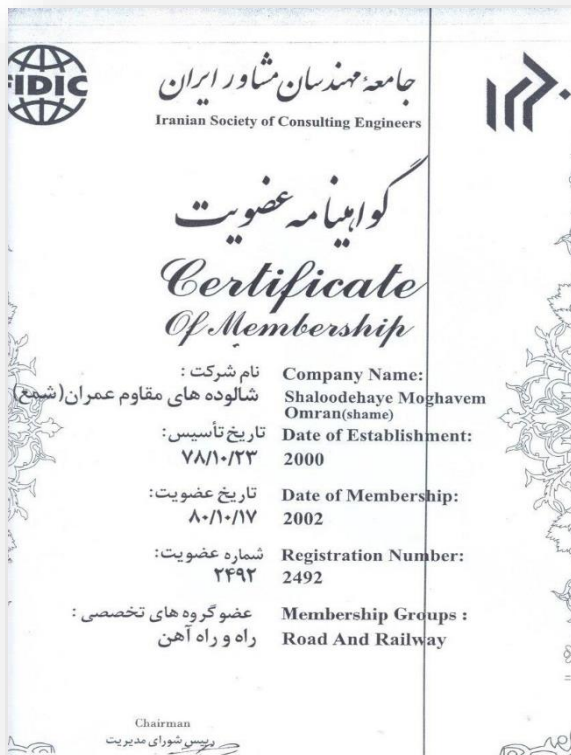 FIDIC
جامعهٔ مهندسان مشاور ایران
Iranian Society of Consulting Engineers
گواهینامه عضویت
Certificate
Of Membership
نام شرکت :
شالوده های مقاوم عمران(شمع)
Company Name:
Shaloodehaye Moghavem
Omran(shame)
تاریخ تأسیس:
۷۸/۱۰/۲۳
Date of Establishment:
2000
تاریخ عضویت:
۸۰/۱۰/۱۷
Date of Membership:
2002
شماره عضویت:
۲۴۹۲
Registration Number:
2492
عضو گروه های تخصصی :
راه و راه آهن
Membership Groups :
Road And Railway
Chairman
رییس شورای مدیریت